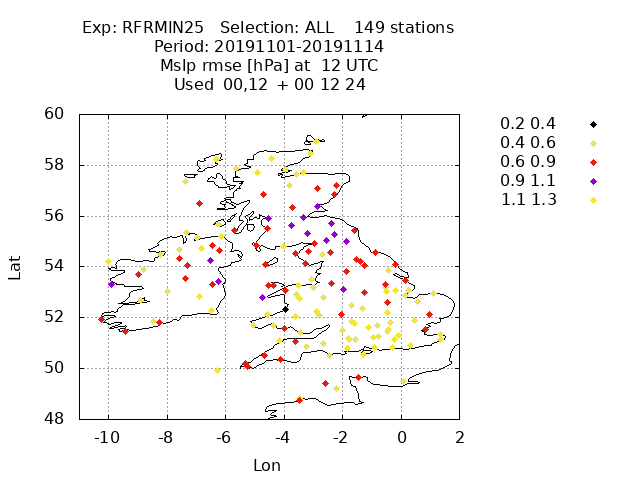 Exp: RFRMIN25 Selection: ALL 149 stations
Period: 20191101-20191114
Mslp rmse [hPa] at 12 UTC
Used 00,12 + 00 12 24
60
58
56
54
52
50
48
Lat
-10 -8 -6 -4 -2 0 2
Lon
0.2 0.4
0.4 0.6
0.6 0.9
0.9 1.1
1.1 1.3